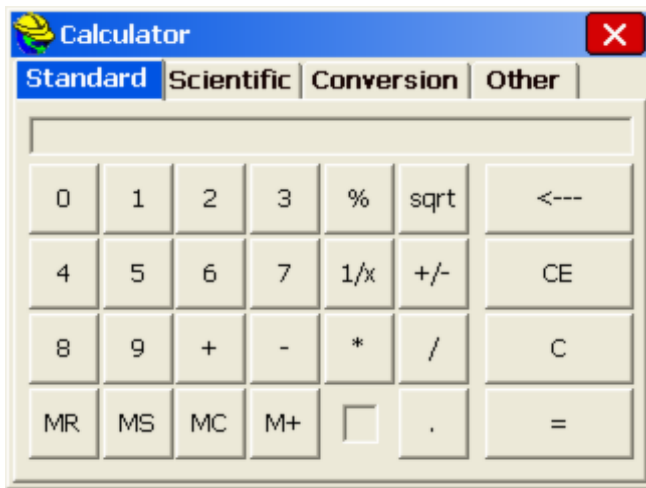 Calculator
Standard Scientific Conversion Other
0 1 2 3 % sqrt <---
4 5 6 7 1/x +/- CE
8 9 + - * / C
MR MS MC M+ . =